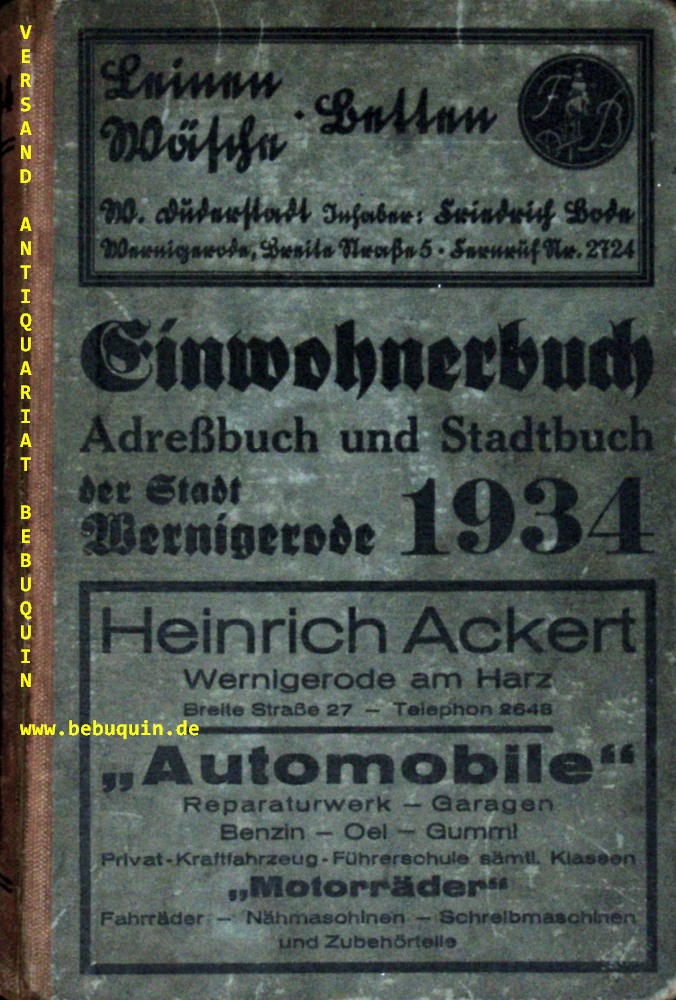 Leinen
Wäsche · Betten
F B
W. Düderstadt Inhaber: Friedrich Bode
Wernigerode, Breite Straße 5 · Fernruf Nr. 2724
Einwohnerbuch
Adreßbuch und Stadtbuch
der Stadt
Wernigerode 1934
Heinrich Ackert
Wernigerode am Harz
Breite Straße 27 — Telephon 2648
„Automobile“
Reparaturwerk — Garagen
Benzin — Oel — Gummi
Privat-Kraftfahrzeug-Führerschule sämtl. Klassen
„Motorräder“
Fahrräder — Nähmaschinen — Schreibmaschinen
und Zubehörteile
VERSAND ANTIQUARIAT BEBUQUIN
www.bebuquin.de